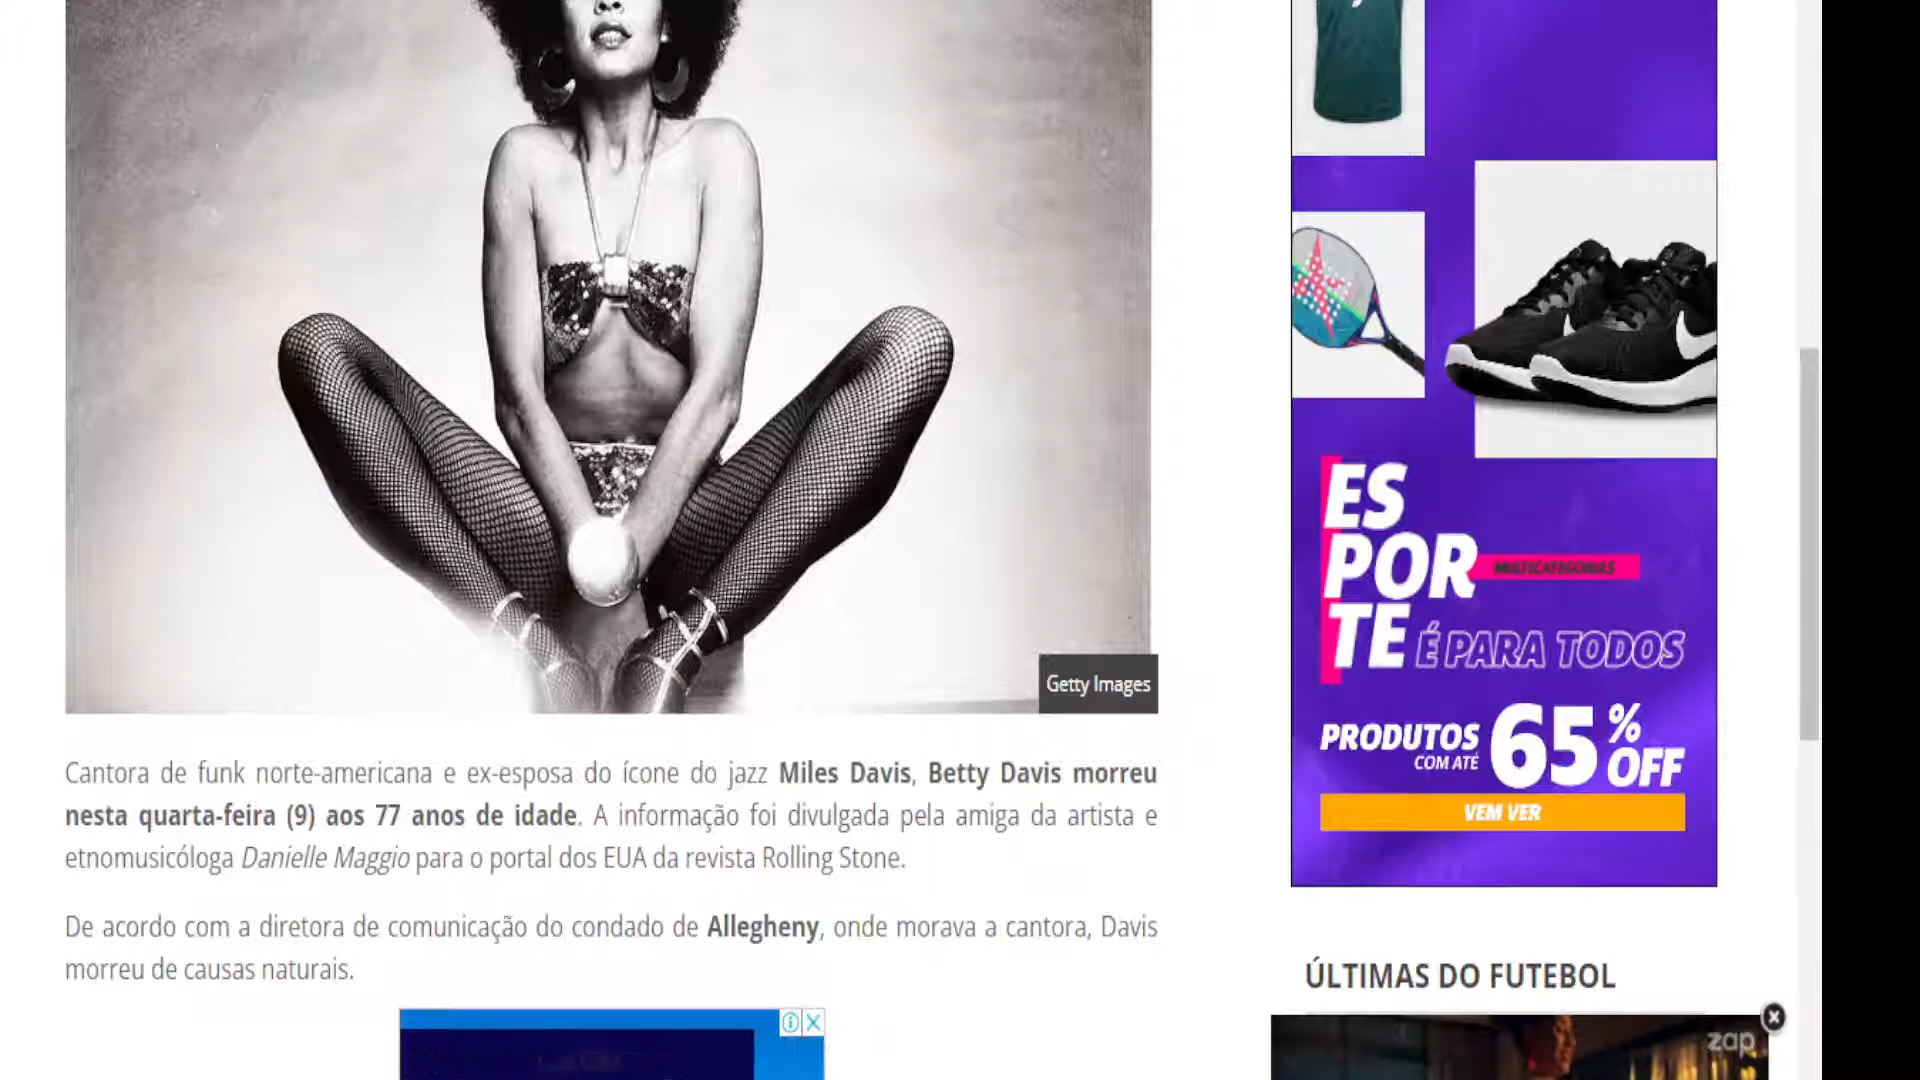 Getty Images
Cantora de funk norte-americana e ex-esposa do ícone do jazz Miles Davis, Betty Davis morreu
nesta quarta-feira (9) aos 77 anos de idade. A informação foi divulgada pela amiga da artista e
etnomusicóloga Danielle Maggio para o portal dos EUA da revista Rolling Stone.
De acordo com a diretora de comunicação do condado de Allegheny, onde morava a cantora, Davis
morreu de causas naturais.
ES
POR
MULTICATEGORIAS
TE É PARA TODOS
PRODUTOS
COM ATÉ
65%
OFF
VEM VER
ÚLTIMAS DO FUTEBOL
zap